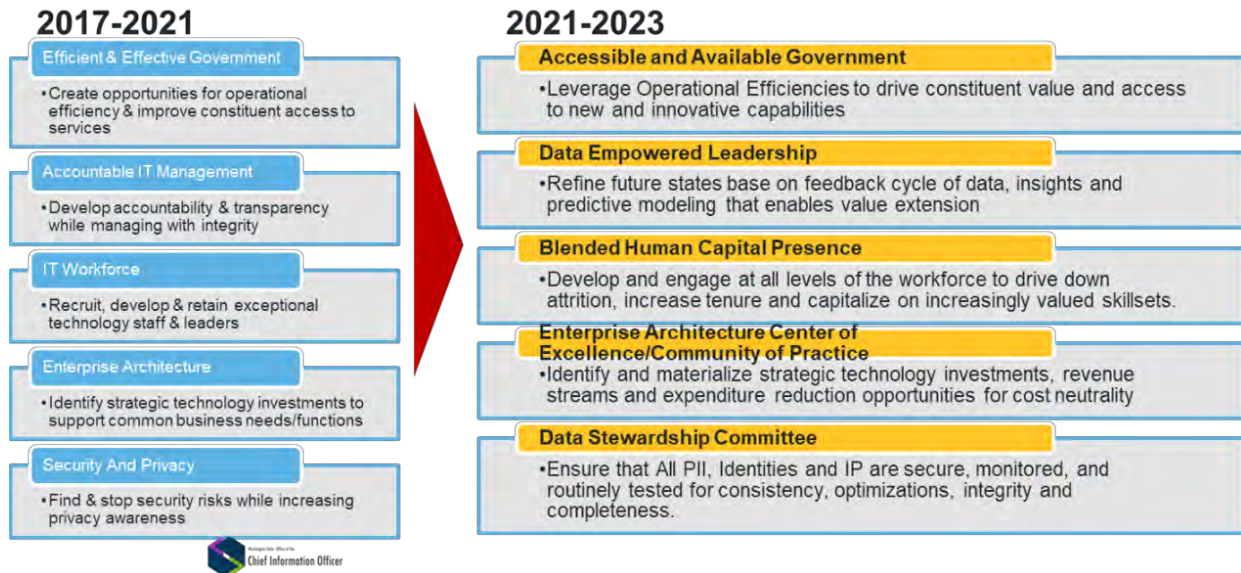 2017-2021
Efficient & Effective Government
•Create opportunities for operational
efficiency & improve constituent access to
services
Accountable IT Management
•Develop accountability & transparency
while managing with integrity
IT Workforce
•Recruit, develop & retain exceptional
technology staff & leaders
Enterprise Architecture
•Identify strategic technology investments to
support common business needs/functions
Security And Privacy
•Find & stop security risks while increasing
privacy awareness
Washington State Office of the
Chief Information Officer
2021-2023
Accessible and Available Government
•Leverage Operational Efficiencies to drive constituent value and access
to new and innovative capabilities
Data Empowered Leadership
•Refine future states base on feedback cycle of data, insights and
predictive modeling that enables value extension
Blended Human Capital Presence
•Develop and engage at all levels of the workforce to drive down
attrition, increase tenure and capitalize on increasingly valued skillsets.
Enterprise Architecture Center of
Excellence/Community of Practice
•Identify and materialize strategic technology investments, revenue
streams and expenditure reduction opportunities for cost neutrality
Data Stewardship Committee
•Ensure that All PII, Identities and IP are secure, monitored, and
routinely tested for consistency, optimizations, integrity and
completeness.